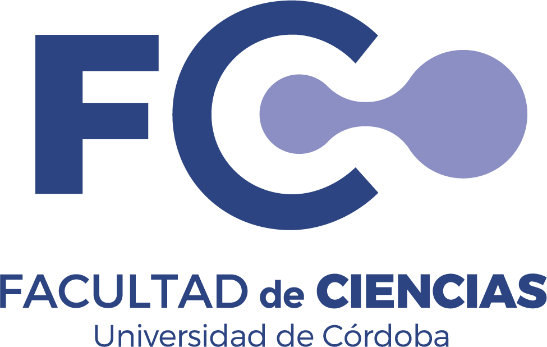 FC
FACULTAD de CIENCIAS
Universidad de Córdoba